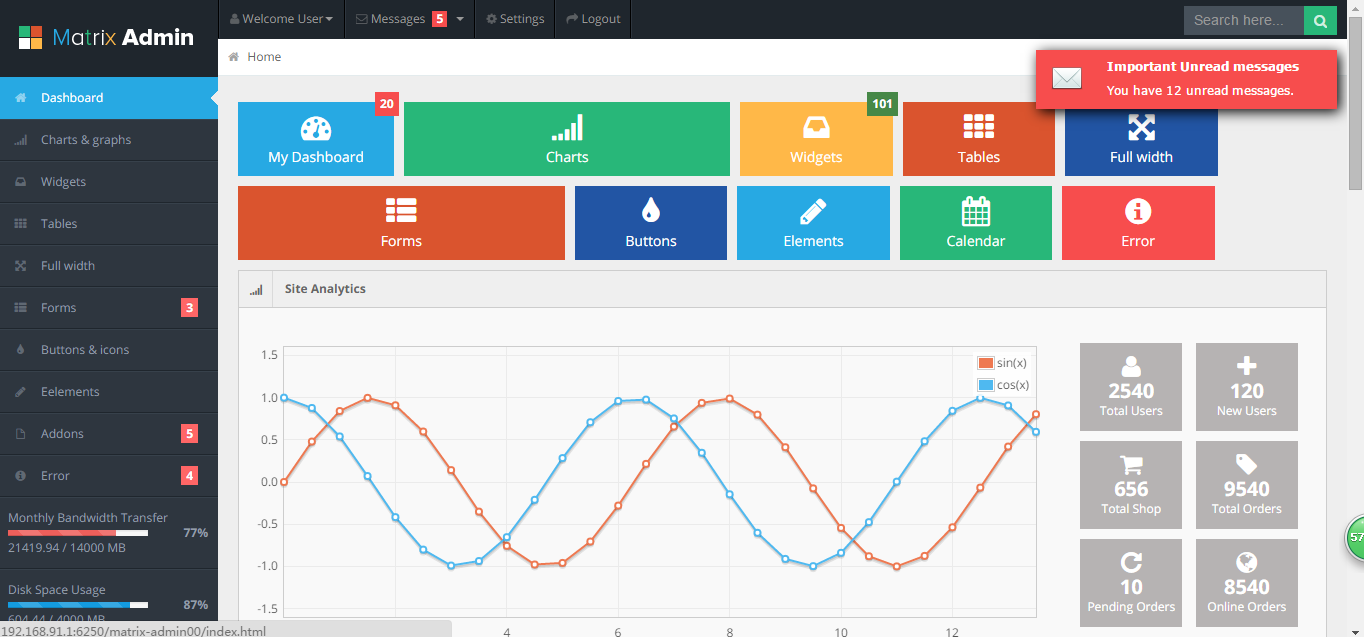 Matrix Admin
Welcome User
Messages 5
Settings
Logout
Search here...
Home
Important Unread messages
You have 12 unread messages.
Dashboard
Charts & graphs
Widgets
Tables
Full width
Forms 3
Buttons & icons
Eelements
Addons 5
Error 4
Monthly Bandwidth Transfer
77%
21419.94 / 14000 MB
Disk Space Usage
87%
604.44 / 4000 MB
20
My Dashboard
Charts
101
Widgets
Tables
Full width
Forms
Buttons
Elements
Calendar
Error
Site Analytics
1.5
1.0
0.5
0.0
-0.5
-1.0
-1.5
sin(x)
cos(x)
4 6 8 10 12
2540
Total Users
120
New Users
656
Total Shop
9540
Total Orders
10
Pending Orders
8540
Online Orders
57
192.168.91.1:6250/matrix-admin00/index.html